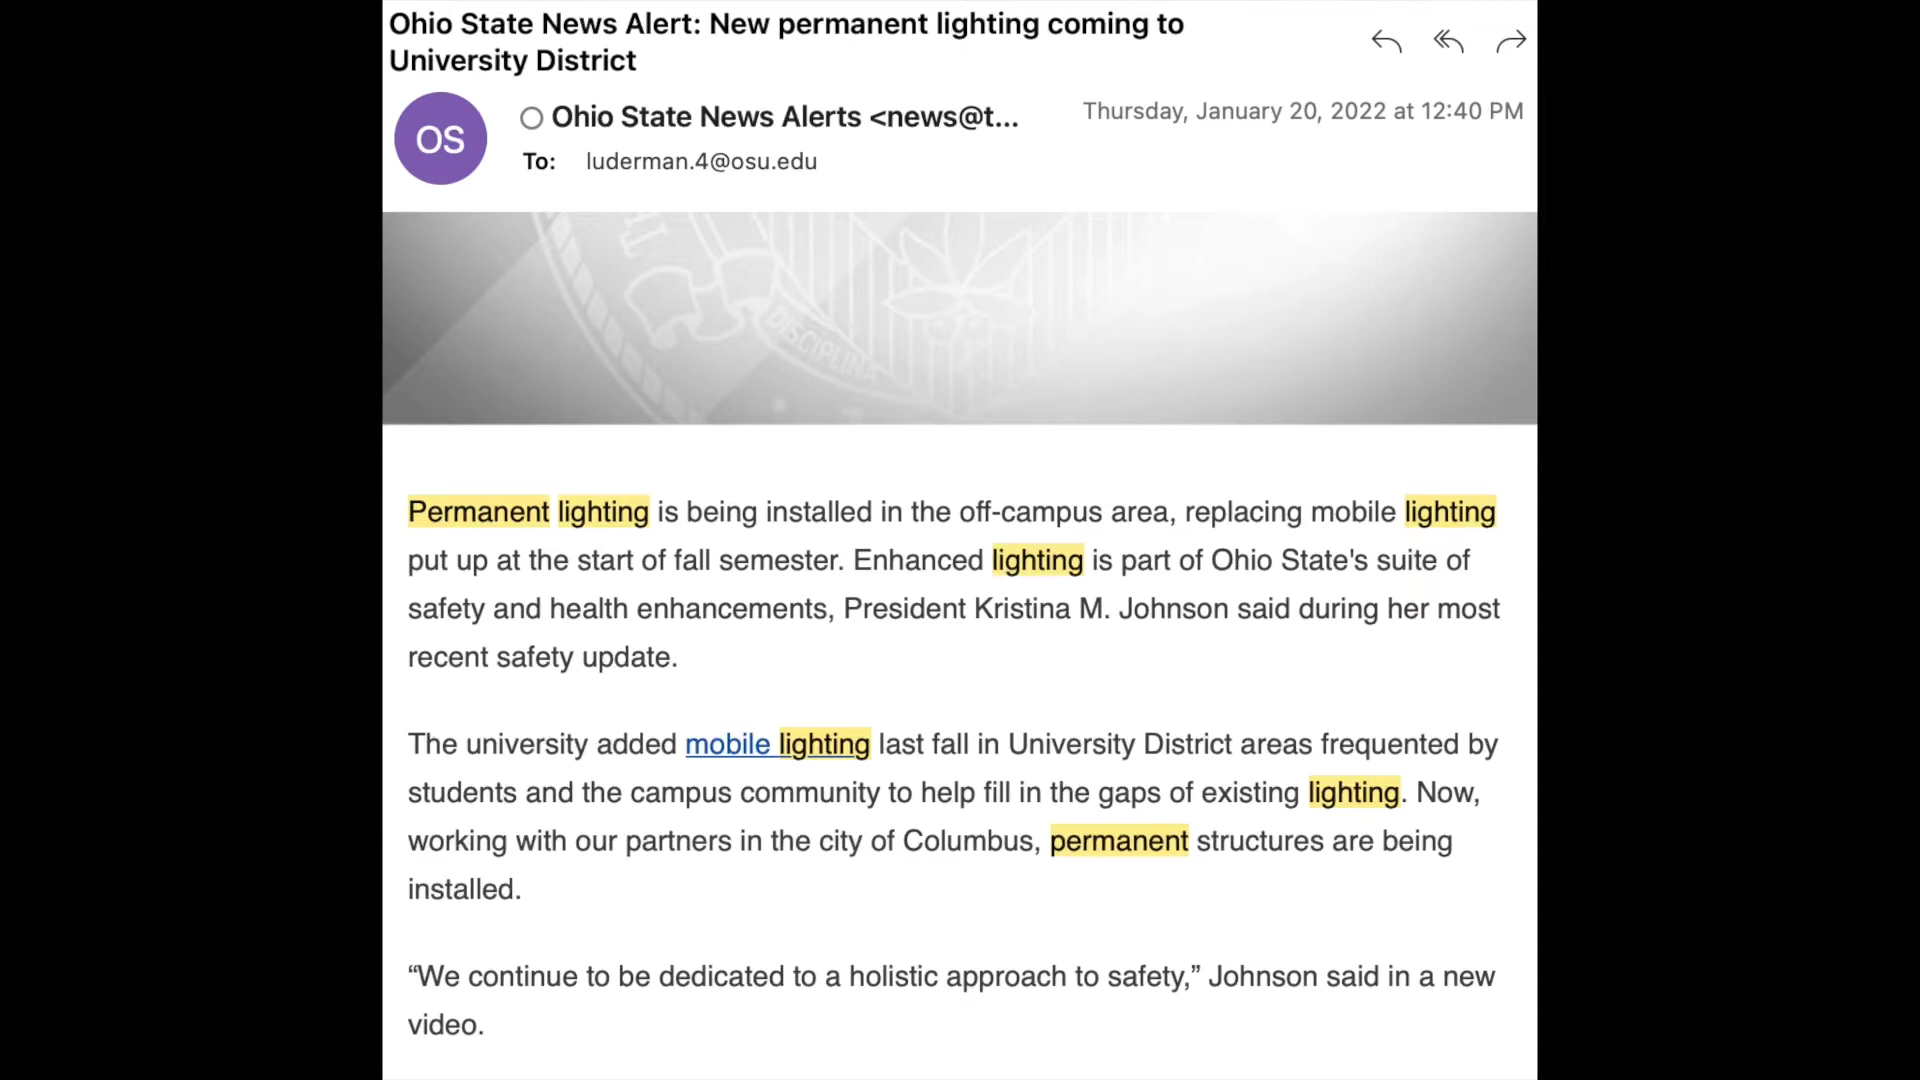 Ohio State News Alert: New permanent lighting coming to
University District
OS
Ohio State News Alerts <news@t...
Thursday, January 20, 2022 at 12:40 PM
To: luderman.4@osu.edu
DISCIPLINA
Permanent lighting is being installed in the off-campus area, replacing mobile lighting
put up at the start of fall semester. Enhanced lighting is part of Ohio State's suite of
safety and health enhancements, President Kristina M. Johnson said during her most
recent safety update.
The university added mobile lighting last fall in University District areas frequented by
students and the campus community to help fill in the gaps of existing lighting. Now,
working with our partners in the city of Columbus, permanent structures are being
installed.
“We continue to be dedicated to a holistic approach to safety,” Johnson said in a new
video.